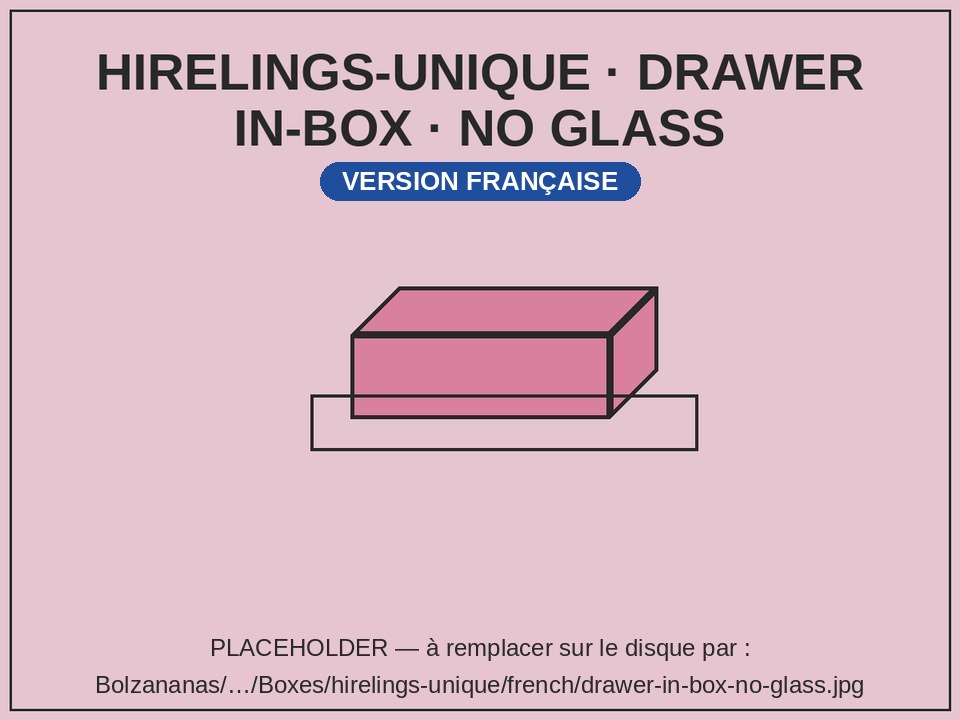 HIRELINGS-UNIQUE · DRAWER
IN-BOX · NO GLASS
VERSION FRANÇAISE
PLACEHOLDER — à remplacer sur le disque par :
Bolzananas/…/Boxes/hirelings-unique/french/drawer-in-box-no-glass.jpg